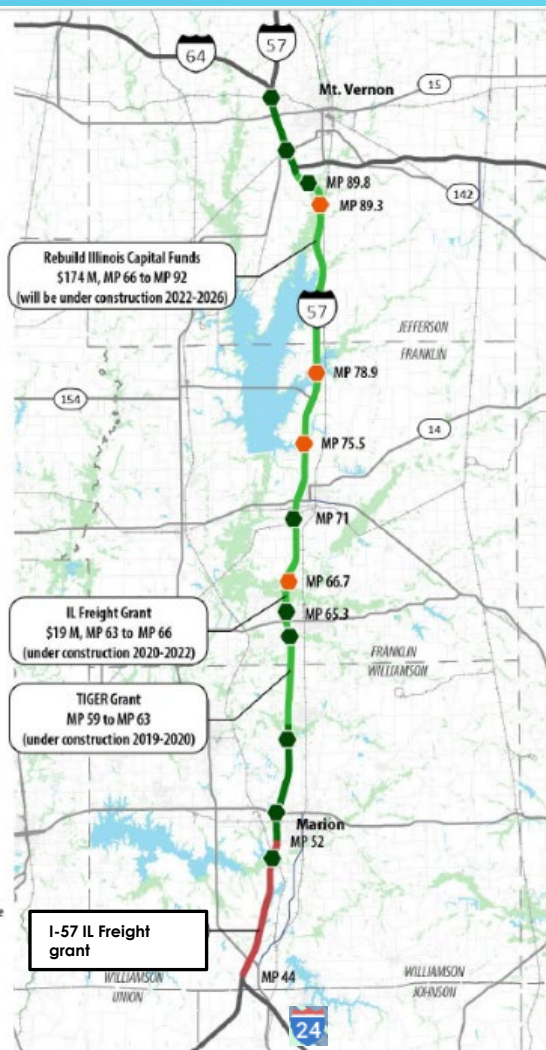 57
64
Mt. Vernon
15
MP 89.8
142
MP 89.3
Rebuild Illinois Capital Funds
$174 M, MP 66 to MP 92
(will be under construction 2022-2026)
57
JEFFERSON
FRANKLIN
MP 78.9
154
14
MP 75.5
MP 71
MP 66.7
IL Freight Grant
$19 M, MP 63 to MP 66
(under construction 2020-2022)
MP 65.3
FRANKLIN
WILLIAMSON
TIGER Grant
MP 59 to MP 63
(under construction 2019-2020)
Marion
MP 52
e
I-57 IL Freight
grant
MP 44
WILLIAMSON
UNION
WILLIAMSON
JOHNSON
24